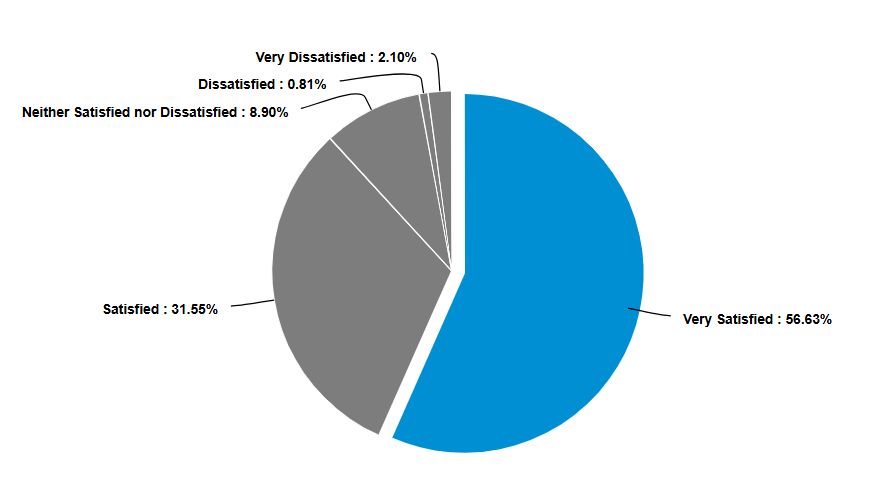 Very Dissatisfied : 2.10%
Dissatisfied : 0.81%
Neither Satisfied nor Dissatisfied : 8.90%
Satisfied : 31.55%
Very Satisfied : 56.63%